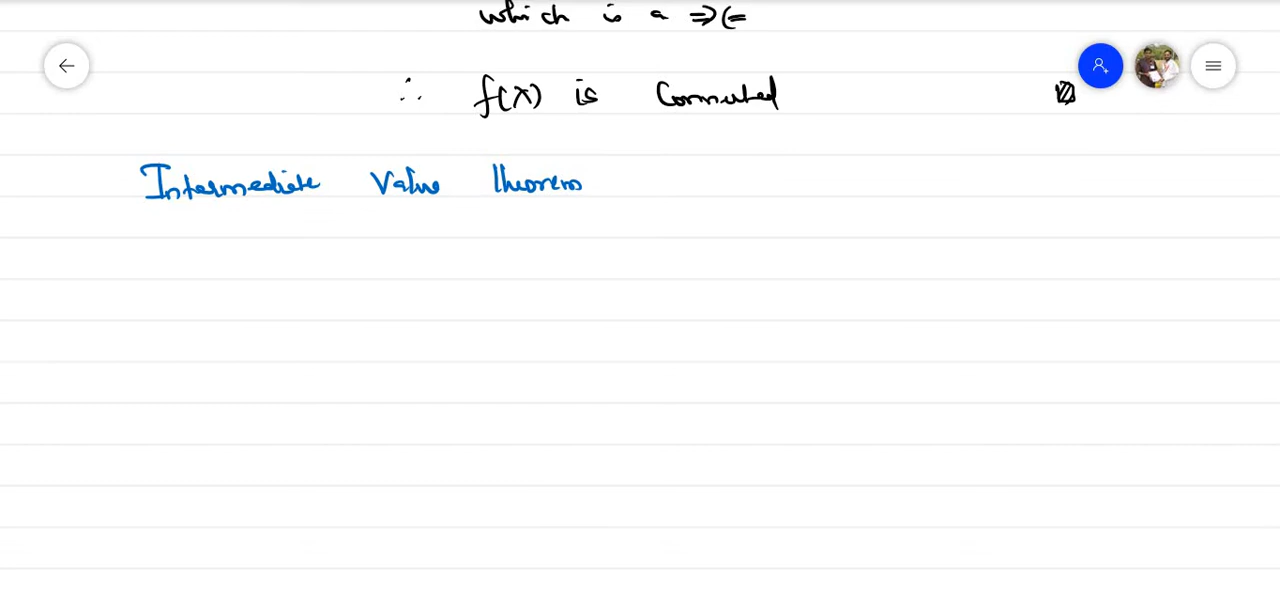 which is a ⇒⇐
∴ f(X) is Connected
Intermediate Value theorem